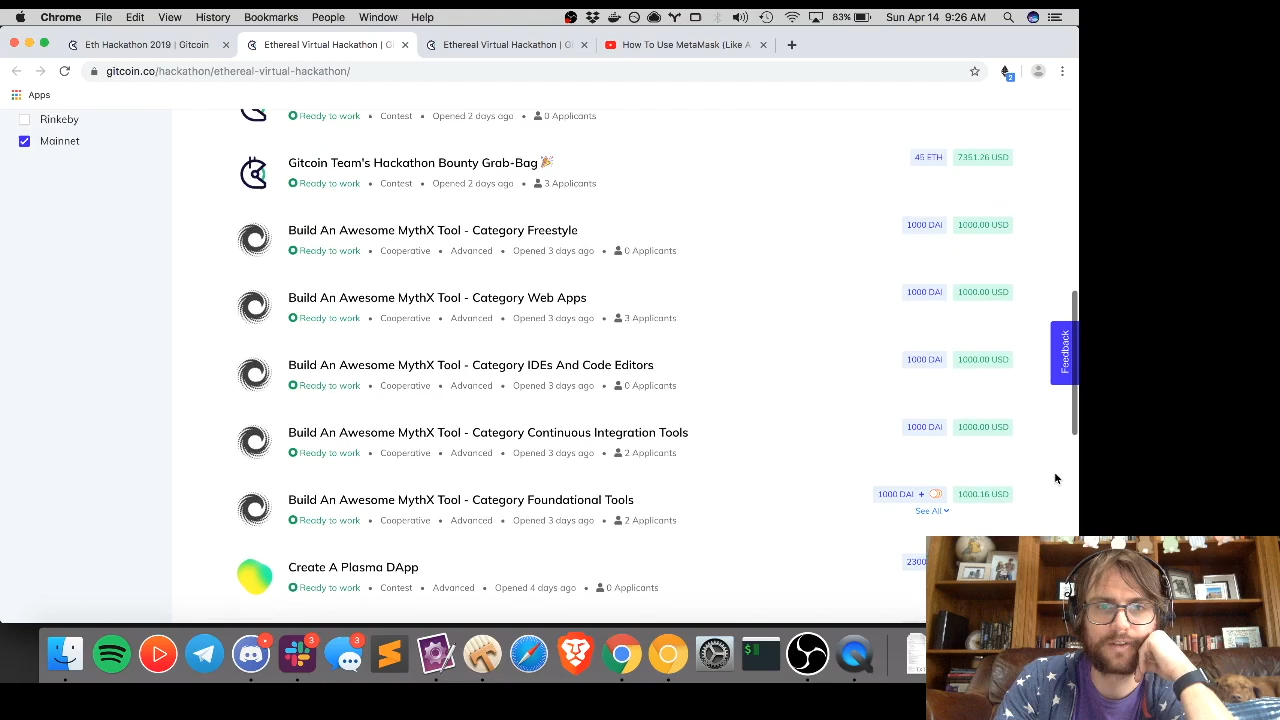 Chrome File Edit View History Bookmarks People Window Help 83% Sun Apr 14 9:26 AM
Eth Hackathon 2019 | Gitcoin Ethereal Virtual Hackathon | Gi Ethereal Virtual Hackathon | Gi How To Use MetaMask (Like A
gitcoin.co/hackathon/ethereal-virtual-hackathon/ 2
Apps
Rinkeby
Mainnet
Ready to work • Contest • Opened 2 days ago • 0 Applicants
Gitcoin Team's Hackathon Bounty Grab-Bag🎉 45 ETH 7351.26 USD
Ready to work • Contest • Opened 2 days ago • 3 Applicants
Build An Awesome MythX Tool - Category Freestyle 1000 DAI 1000.00 USD
Ready to work • Cooperative • Advanced • Opened 3 days ago • 0 Applicants
Build An Awesome MythX Tool - Category Web Apps 1000 DAI 1000.00 USD
Ready to work • Cooperative • Advanced • Opened 3 days ago • 3 Applicants
Build An Awesome MythX Tool - Category IDEs And Code Editors 1000 DAI 1000.00 USD
Ready to work • Cooperative • Advanced • Opened 3 days ago • 0 Applicants
Build An Awesome MythX Tool - Category Continuous Integration Tools 1000 DAI 1000.00 USD
Ready to work • Cooperative • Advanced • Opened 3 days ago • 2 Applicants
Build An Awesome MythX Tool - Category Foundational Tools 1000 DAI + 1000.16 USD
Ready to work • Cooperative • Advanced • Opened 3 days ago • 2 Applicants See All
Create A Plasma DApp 2300
Ready to work • Contest • Advanced • Opened 4 days ago • 0 Applicants
Feedback
3 3